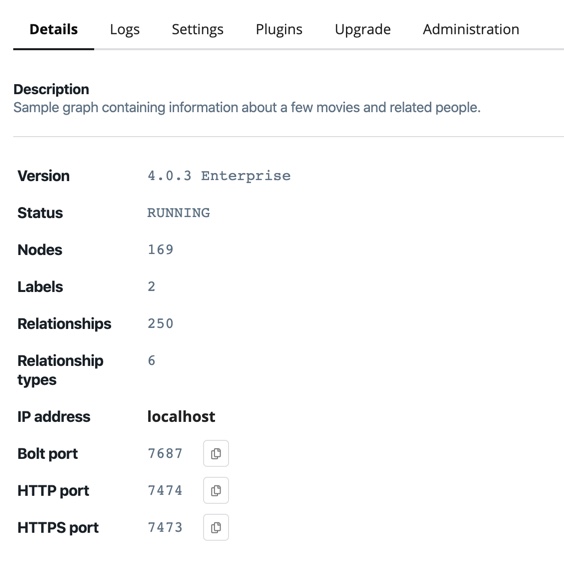 Details Logs Settings Plugins Upgrade Administration
Description
Sample graph containing information about a few movies and related people.
Version 4.0.3 Enterprise
Status RUNNING
Nodes 169
Labels 2
Relationships 250
Relationship
types 6
IP address localhost
Bolt port 7687
HTTP port 7474
HTTPS port 7473